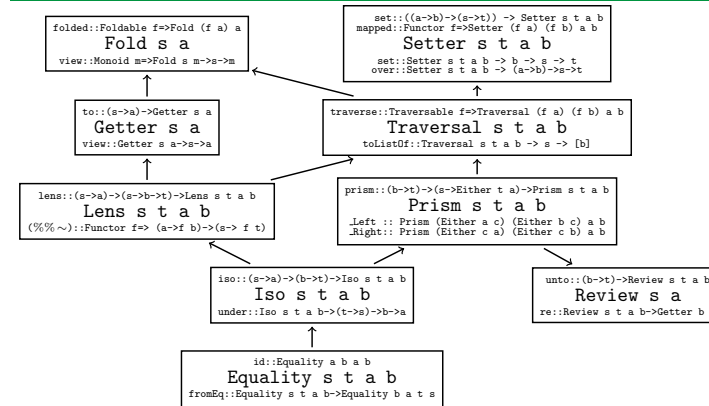 folded::Foldable f=>Fold (f a) a
Fold s a
view::Monoid m=>Fold s m->s->m
set::((a->b)->(s->t)) -> Setter s t a b
mapped::Functor f=>Setter (f a) (f b) a b
Setter s t a b
set::Setter s t a b -> b -> s -> t
over::Setter s t a b -> (a->b)->s->t
to::(s->a)->Getter s a
Getter s a
view::Getter s a->s->a
traverse::Traversable f=>Traversal (f a) (f b) a b
Traversal s t a b
toListOf::Traversal s t a b -> s -> [b]
lens::(s->a)->(s->b->t)->Lens s t a b
Lens s t a b
(%%~)::Functor f=> (a->f b)->(s-> f t)
prism::(b->t)->(s->Either t a)->Prism s t a b
Prism s t a b
_Left :: Prism (Either a c) (Either b c) a b
_Right:: Prism (Either c a) (Either c b) a b
iso::(s->a)->(b->t)->Iso s t a b
Iso s t a b
under::Iso s t a b->(t->s)->b->a
unto::(b->t)->Review s t a b
Review s a
re::Review s t a b->Getter b
id::Equality a b a b
Equality s t a b
fromEq::Equality s t a b->Equality b a t s